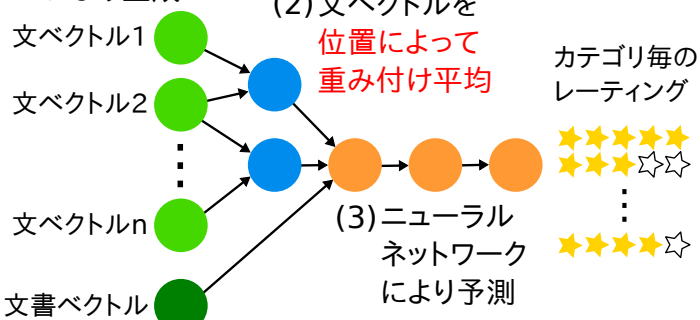 (2)文ベクトルを
位置によって
重み付け平均
文ベクトル1
文ベクトル2
文ベクトルn
文書ベクトル
(3)ニューラル
ネットワーク
により予測
カテゴリ毎の
レーティング